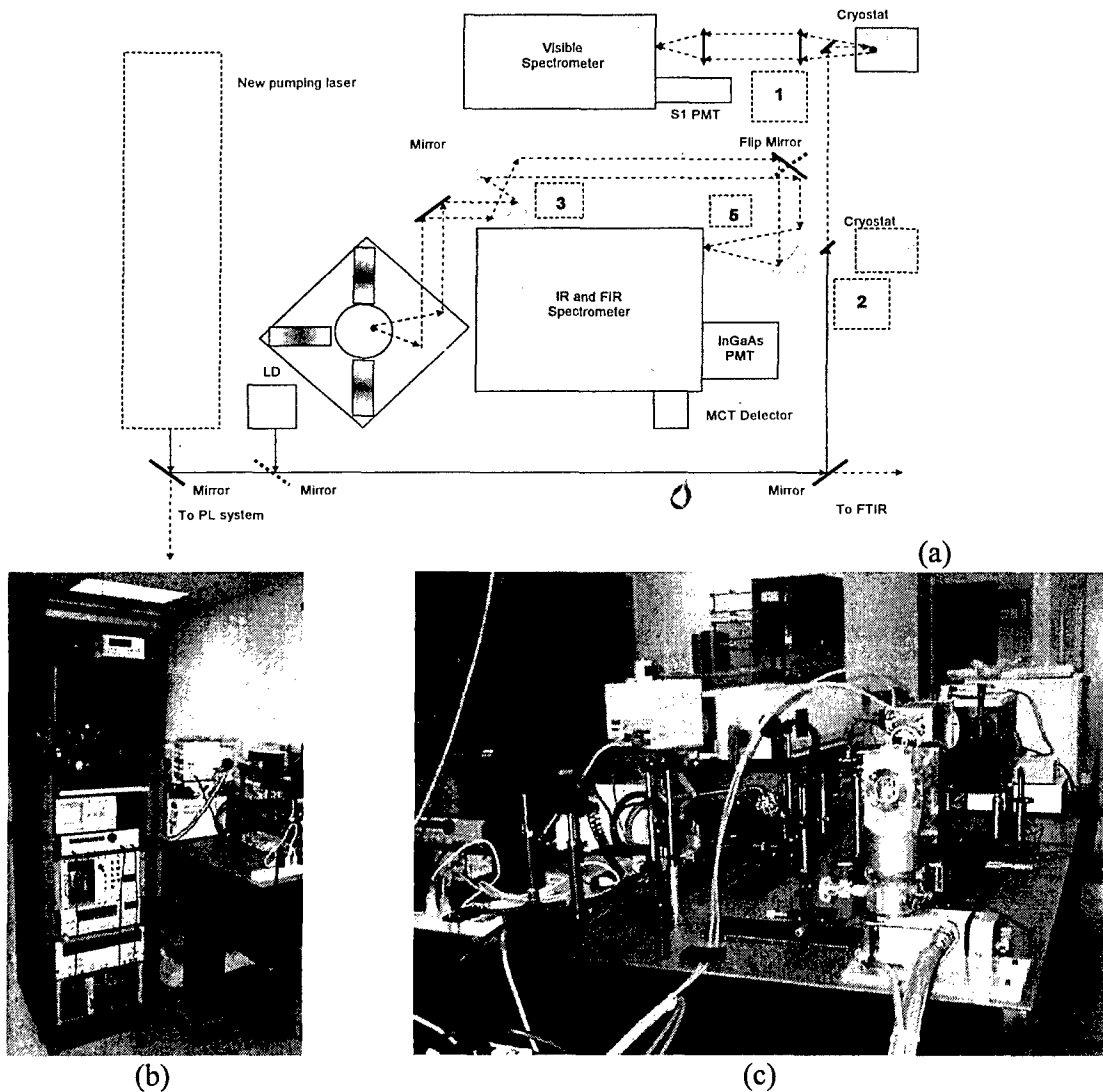 Cryostat
Visible
Spectrometer
New pumping laser
1
S1 PMT
Mirror
Flip Mirror
3
5
Cryostat
IR and FIR
Spectrometer
2
InGaAs
PMT
LD
MCT Detector
Mirror
Mirror
Mirror
To PL system
To FTIR
(a)
(b)
(c)